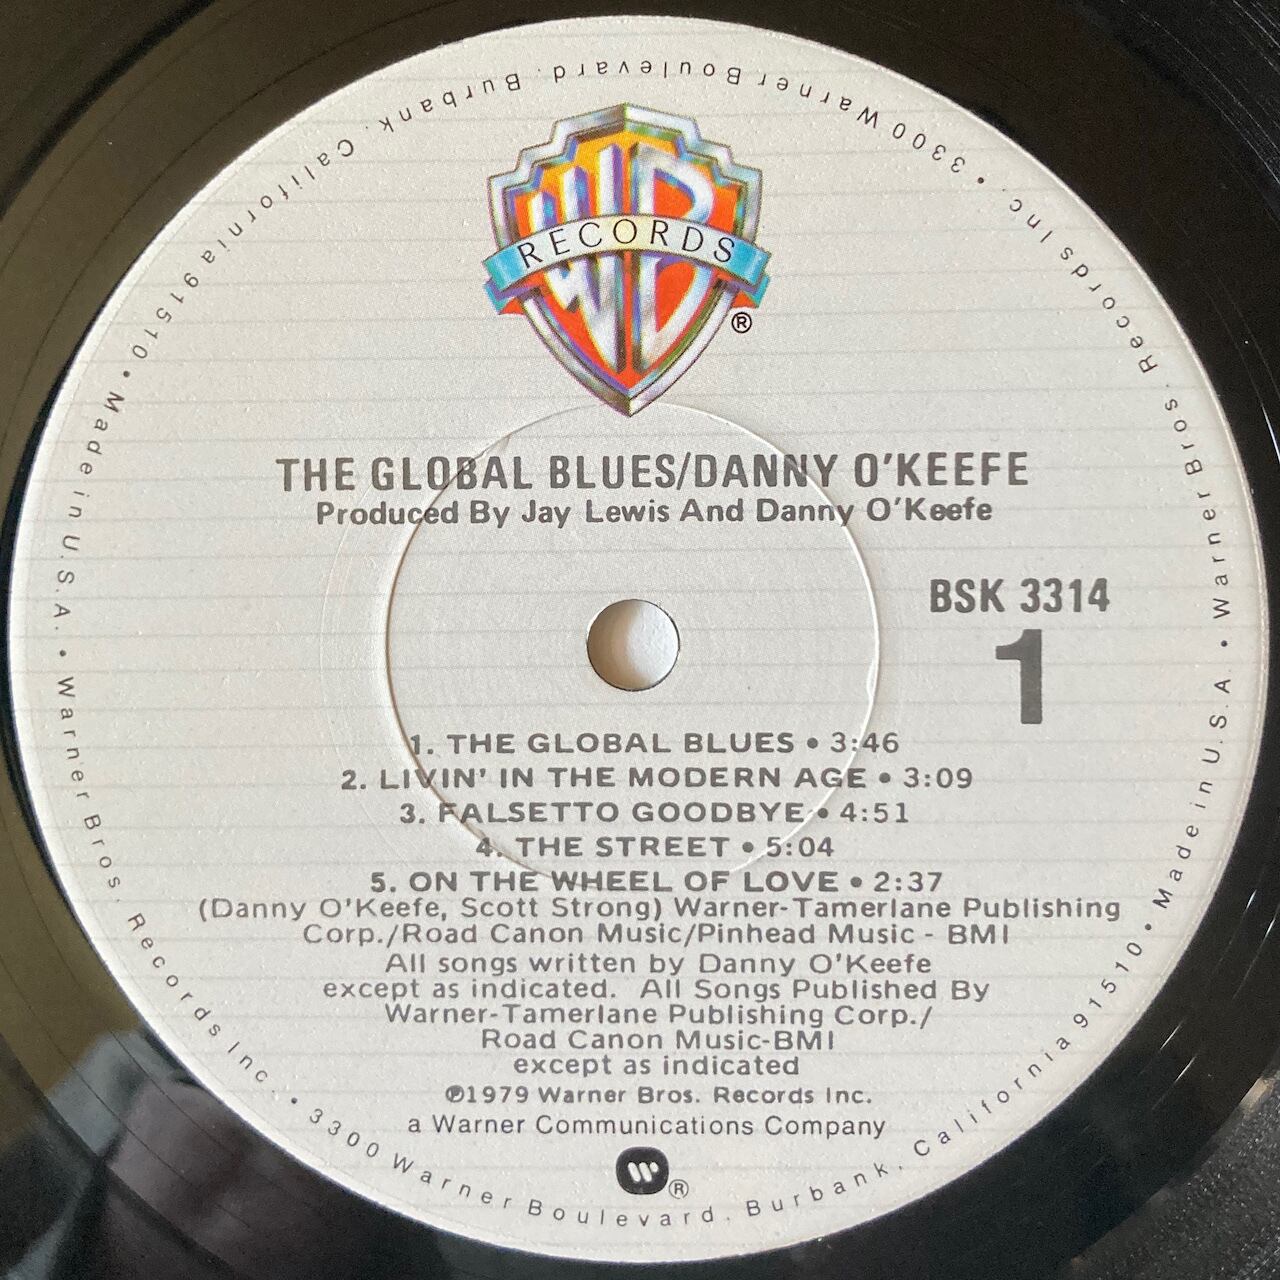 WB
RECORDS
®
THE GLOBAL BLUES/DANNY O'KEEFE
Produced By Jay Lewis And Danny O'Keefe
BSK 3314
1
1. THE GLOBAL BLUES • 3:46
2. LIVIN' IN THE MODERN AGE • 3:09
3. FALSETTO GOODBYE • 4:51
4. THE STREET • 5:04
5. ON THE WHEEL OF LOVE • 2:37
(Danny O'Keefe, Scott Strong) Warner-Tamerlane Publishing
Corp./Road Canon Music/Pinhead Music - BMI
All songs written by Danny O'Keefe
except as indicated. All Songs Published By
Warner-Tamerlane Publishing Corp./
Road Canon Music-BMI
except as indicated
℗1979 Warner Bros. Records Inc.
a Warner Communications Company
W®
Made in U.S.A. • Warner Bros. Records Inc. • 3300 Warner Boulevard, Burbank, California 91510 • Made in U.S.A. • Warner Bros. Records Inc. • 3300 Warner Boulevard, Burbank, California 91510 •